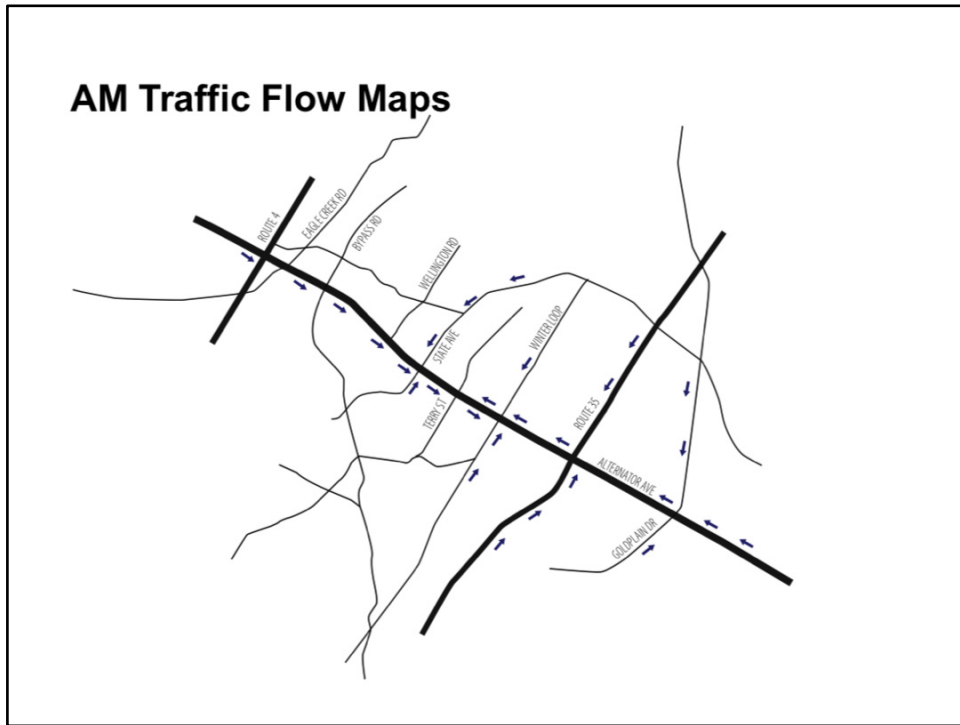 AM Traffic Flow Maps
ROUTE 4
EAGLE CREEK RD
BYPASS RD
WELLINGTON RD
STATE AVE
WINTER LOOP
TERRY ST
ROUTE 35
ALTERNATOR AVE
GOLDPLAIN DR